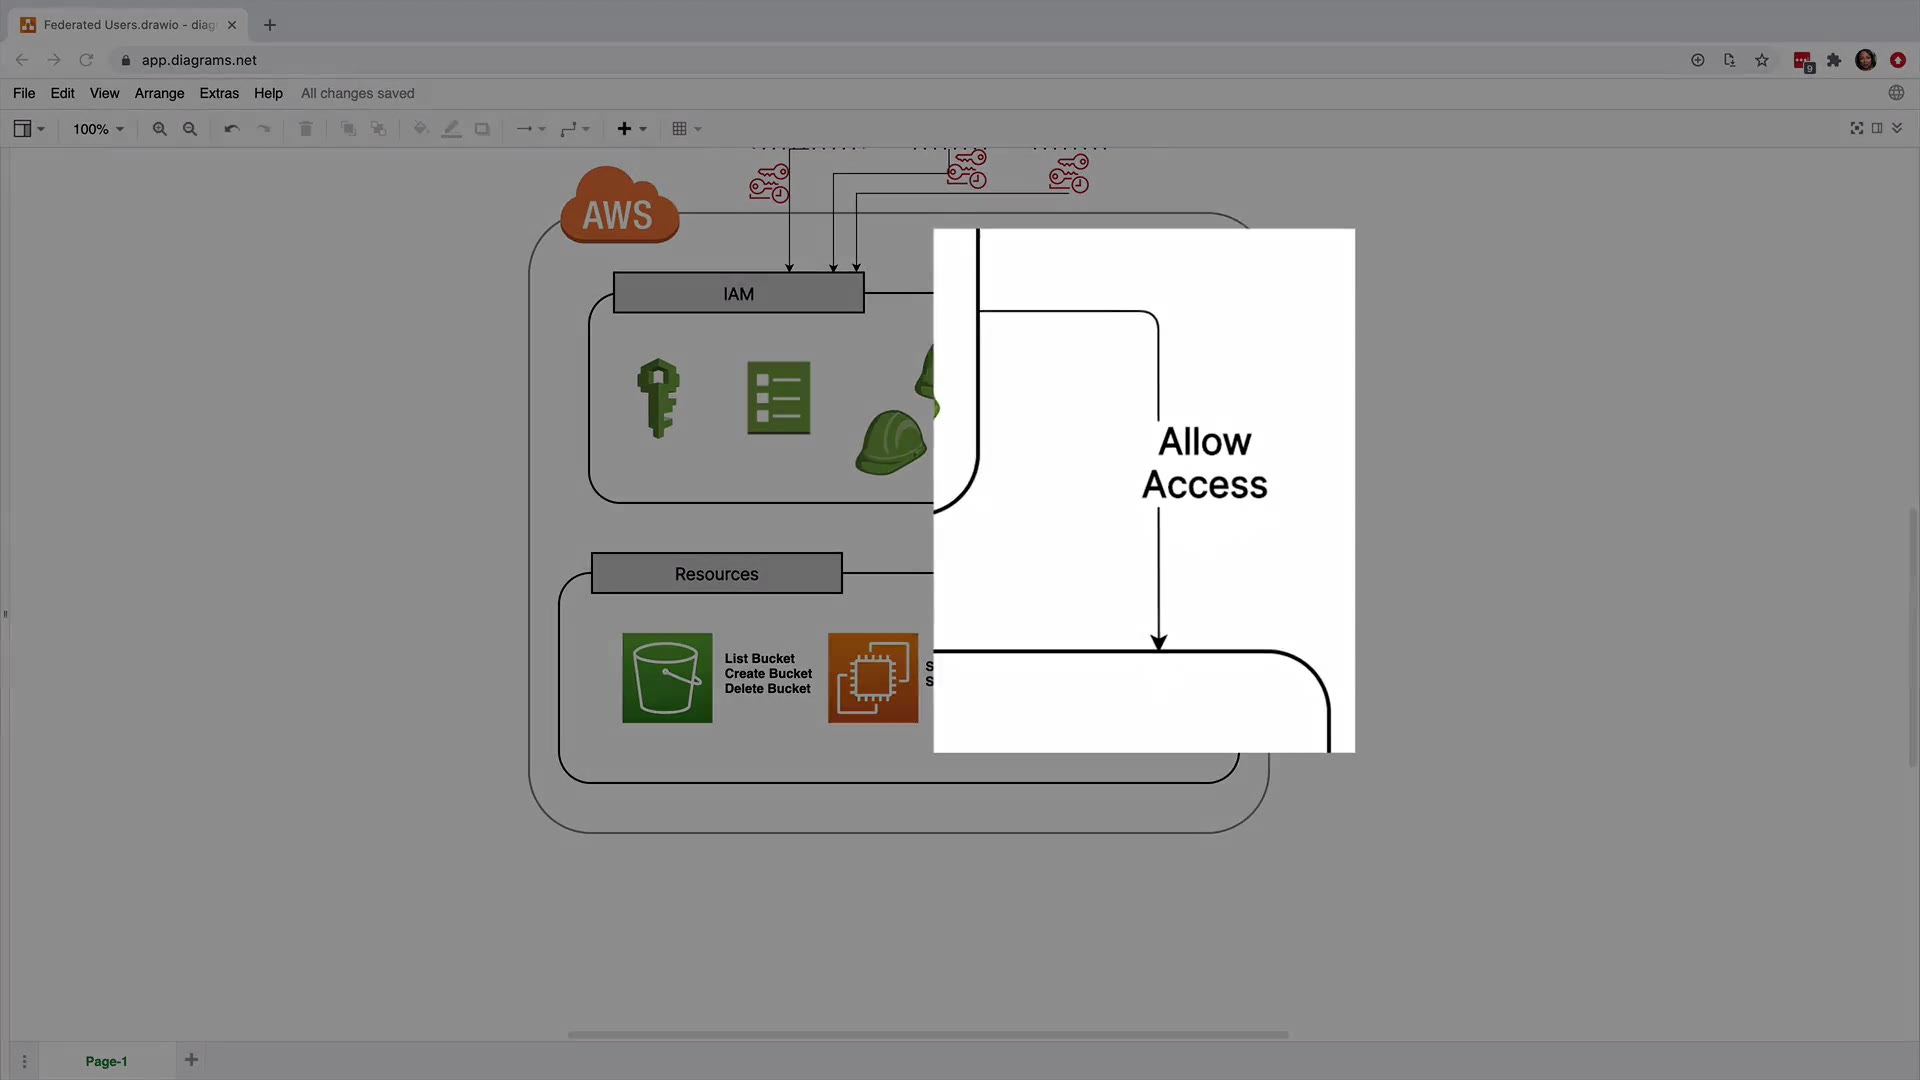 Federated Users.drawio - diag
app.diagrams.net
9
File Edit View Arrange Extras Help All changes saved
100%
AWS
IAM
Allow
Access
Resources
List Bucket
Create Bucket
Delete Bucket
S
S
Page-1